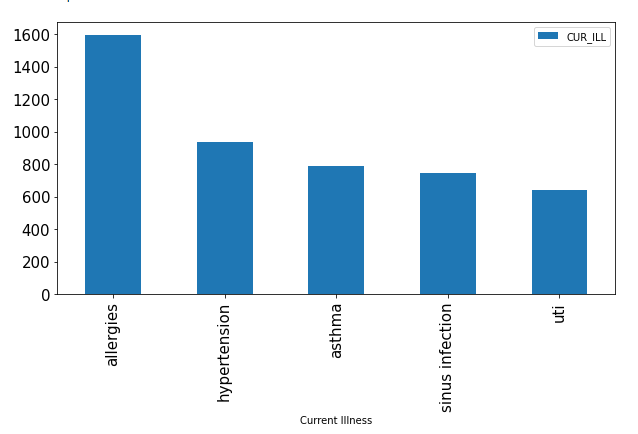 CUR_ILL
1600
1400
1200
1000
800
600
400
200
0
allergies
hypertension
asthma
sinus infection
uti
Current Illness